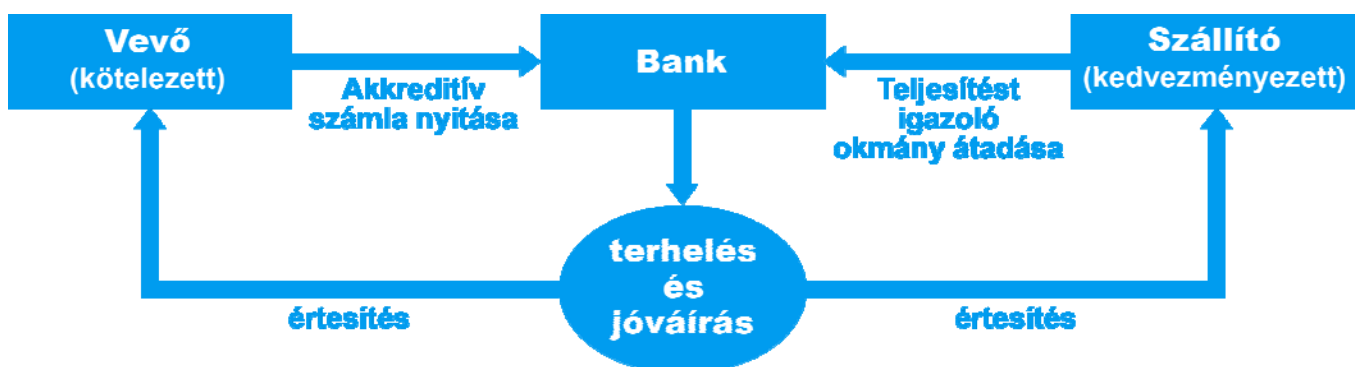 Vevő
(kötelezett)
Akkreditív
számla nyitása
Bank
Teljesítést
igazoló
okmány átadása
Szállító
(kedvezményezett)
terhelés
és
jóváírás
értesítés
értesítés